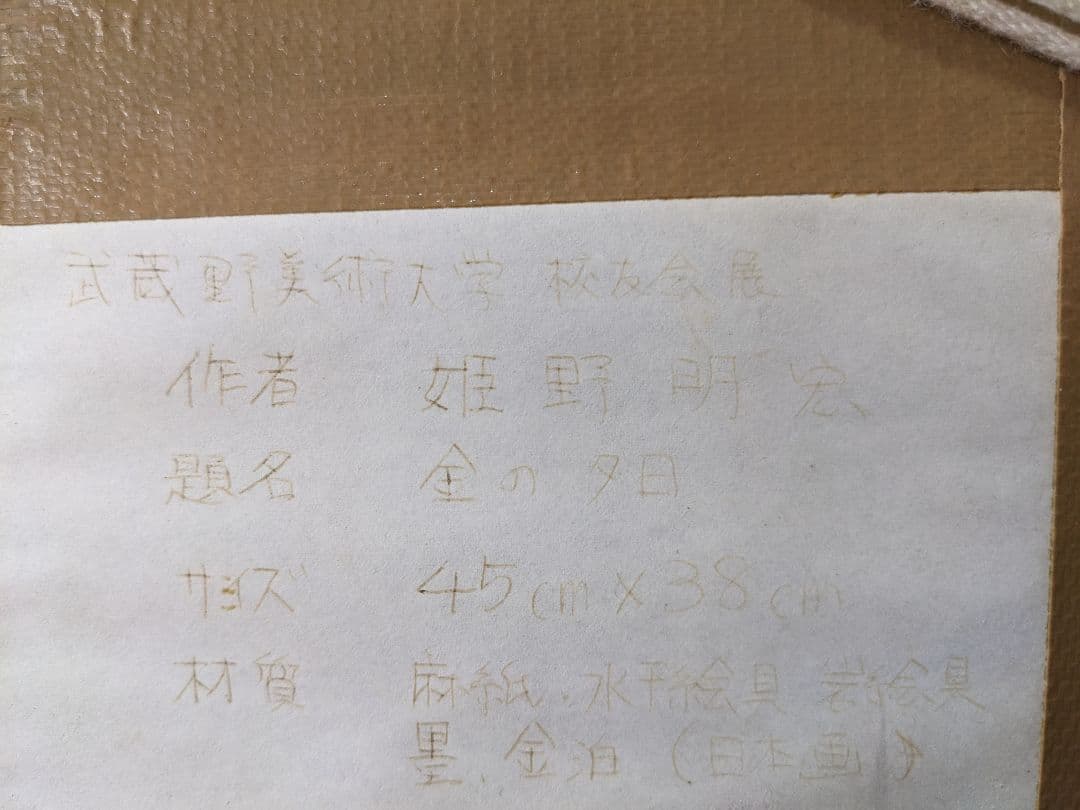 武蔵野美術大学 校友会展
作者 姫野明宏
題名 金の夕日
サイズ 45cm×38cm
材質 麻紙、水干絵具 岩絵具
墨、金泊(日本画)